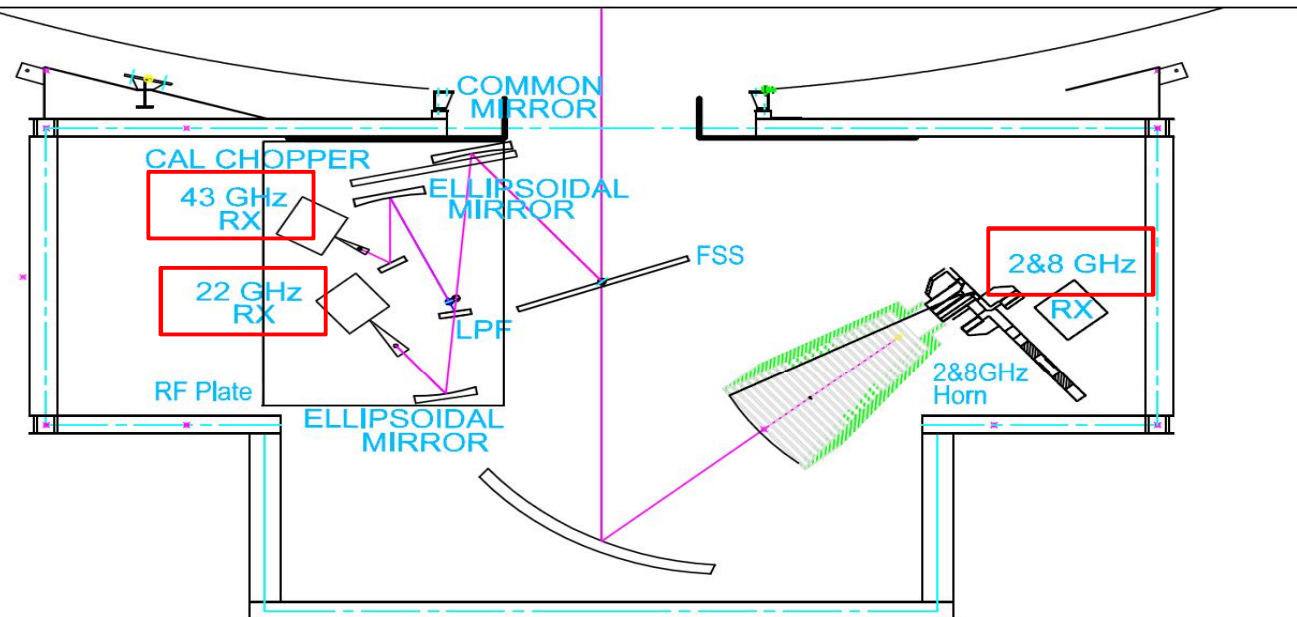 COMMON
MIRROR
CAL CHOPPER
43 GHz
RX
ELLIPSOIDAL
MIRROR
FSS
2&8 GHz
RX
22 GHz
RX
LPF
RF Plate
2&8GHz
Horn
ELLIPSOIDAL
MIRROR